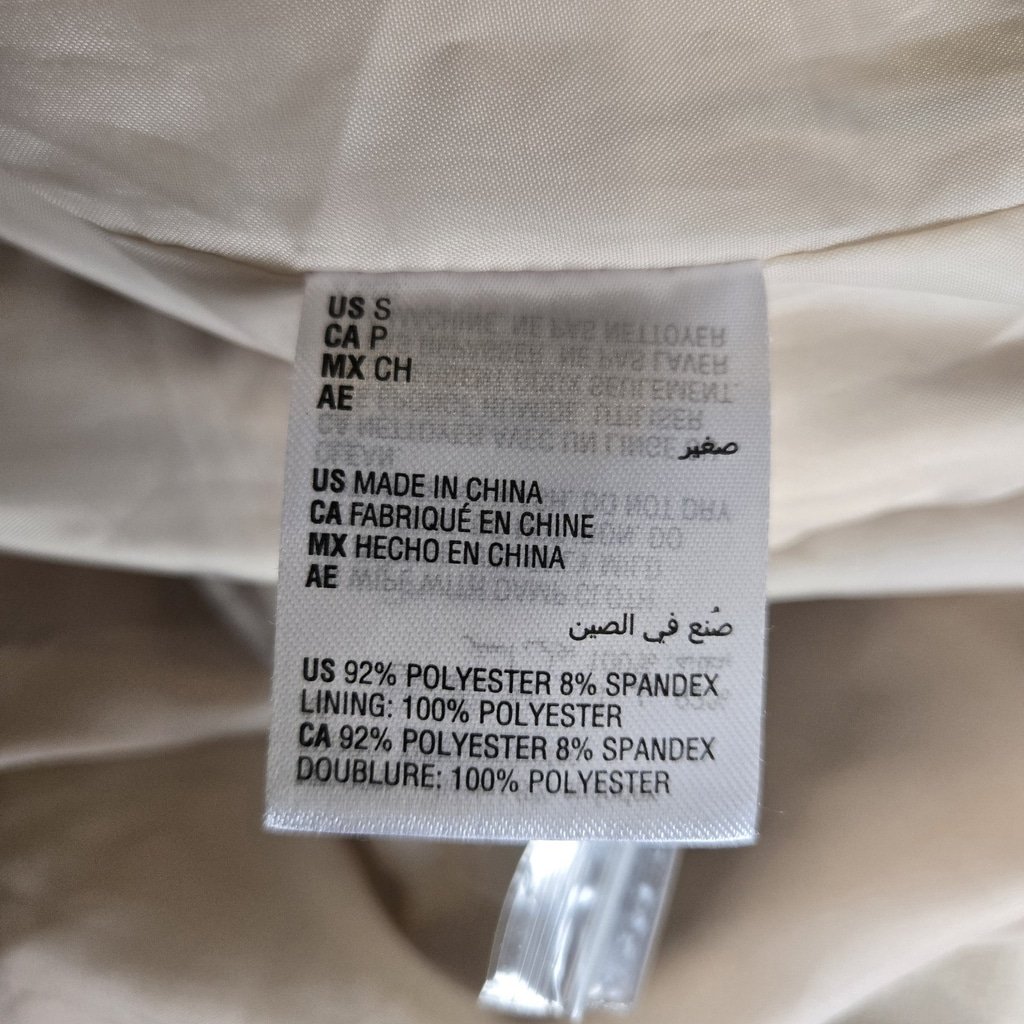 US S
CA P
MX CH
AE
صغير
US MADE IN CHINA
CA FABRIQUÉ EN CHINE
MX HECHO EN CHINA
AE
صُنع في الصين
US 92% POLYESTER 8% SPANDEX
LINING: 100% POLYESTER
CA 92% POLYESTER 8% SPANDEX
DOUBLURE: 100% POLYESTER